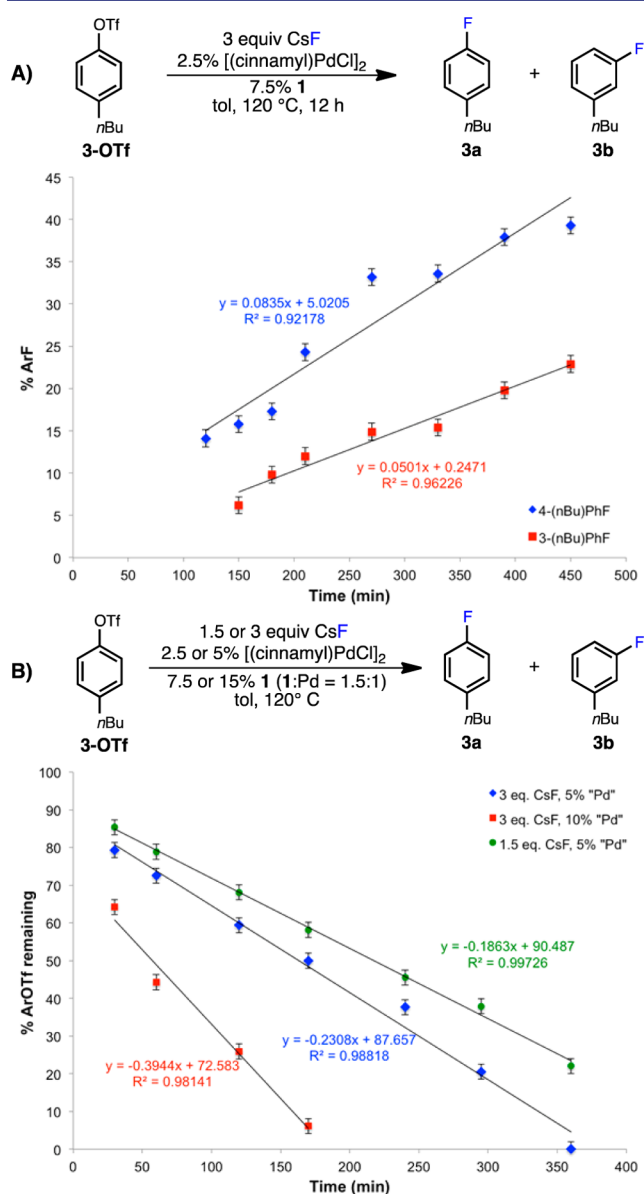 A)
OTf
nBu
3-OTf
3 equiv CsF
2.5% [(cinnamyl)PdCl]2
7.5% 1
tol, 120 °C, 12 h
F
nBu
3a
+
F
nBu
3b
45
40
35
30
25
20
15
10
5
0
% ArF
y = 0.0835x + 5.0205
R² = 0.92178
y = 0.0501x + 0.2471
R² = 0.96226
4-(nBu)PhF
3-(nBu)PhF
0 50 100 150 200 250 300 350 400 450 500
Time (min)
B)
OTf
nBu
3-OTf
1.5 or 3 equiv CsF
2.5 or 5% [(cinnamyl)PdCl]2
7.5 or 15% 1 (1:Pd = 1.5:1)
tol, 120° C
F
nBu
3a
+
F
nBu
3b
100
90
80
70
60
50
40
30
20
10
0
% ArOTf remaining
3 eq. CsF, 5% "Pd"
3 eq. CsF, 10% "Pd"
1.5 eq. CsF, 5% "Pd"
y = -0.1863x + 90.487
R² = 0.99726
y = -0.2308x + 87.657
R² = 0.98818
y = -0.3944x + 72.583
R² = 0.98141
0 50 100 150 200 250 300 350 400
Time (min)